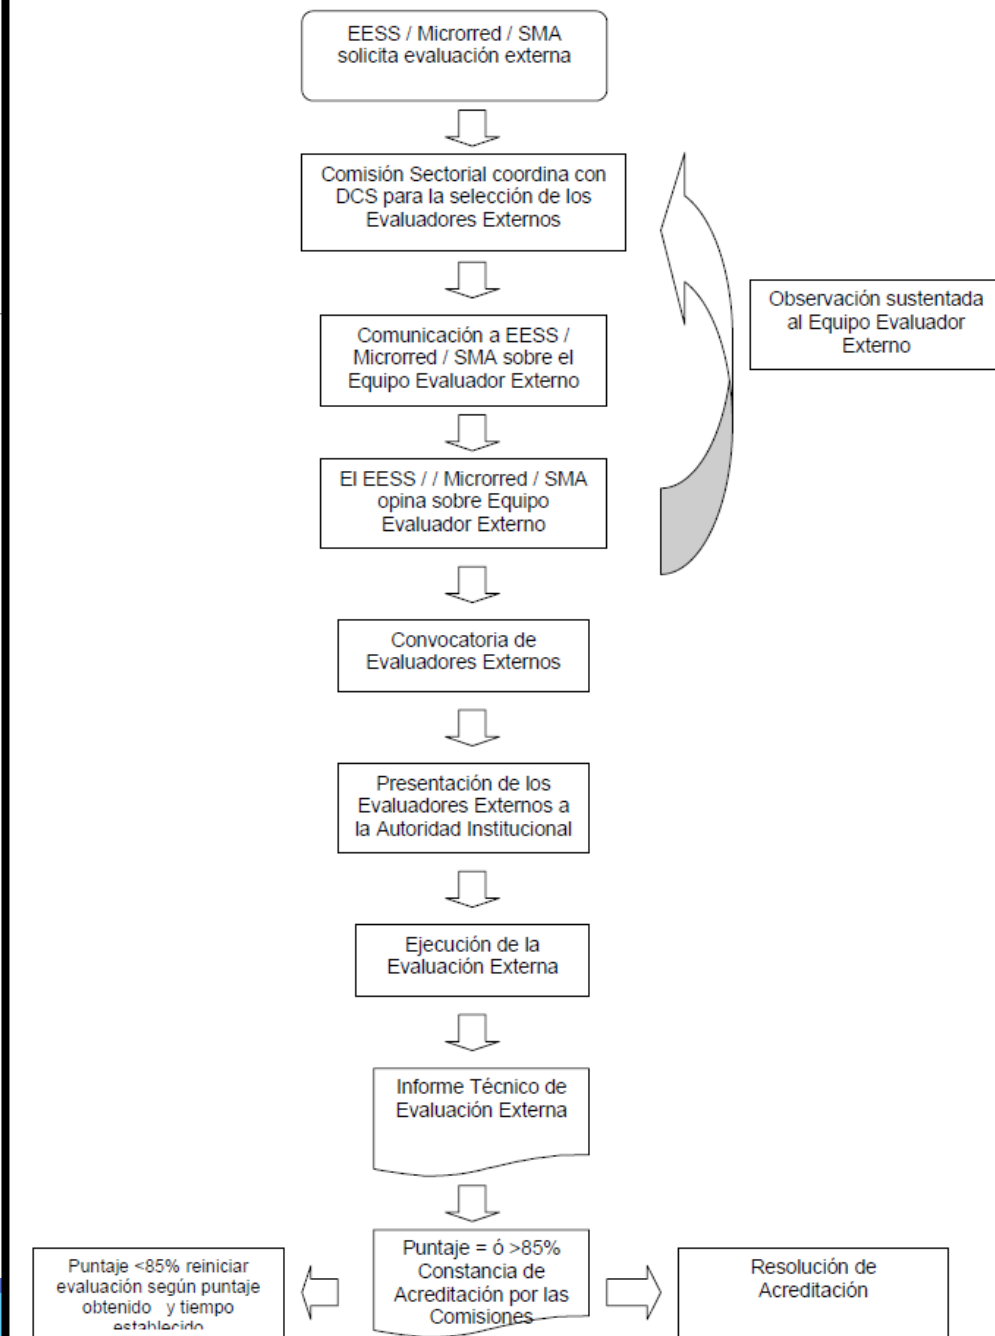 EESS / Microrred / SMA
solicita evaluación externa
Comisión Sectorial coordina con
DCS para la selección de los
Evaluadores Externos
Observación sustentada
al Equipo Evaluador
Externo
Comunicación a EESS /
Microrred / SMA sobre el
Equipo Evaluador Externo
El EESS / / Microrred / SMA
opina sobre Equipo
Evaluador Externo
Convocatoria de
Evaluadores Externos
Presentación de los
Evaluadores Externos a
la Autoridad Institucional
Ejecución de la
Evaluación Externa
Informe Técnico de
Evaluación Externa
Puntaje <85% reiniciar
evaluación según puntaje
obtenido y tiempo
establecido
Puntaje = ó >85%
Constancia de
Acreditación por las
Comisiones
Resolución de
Acreditación